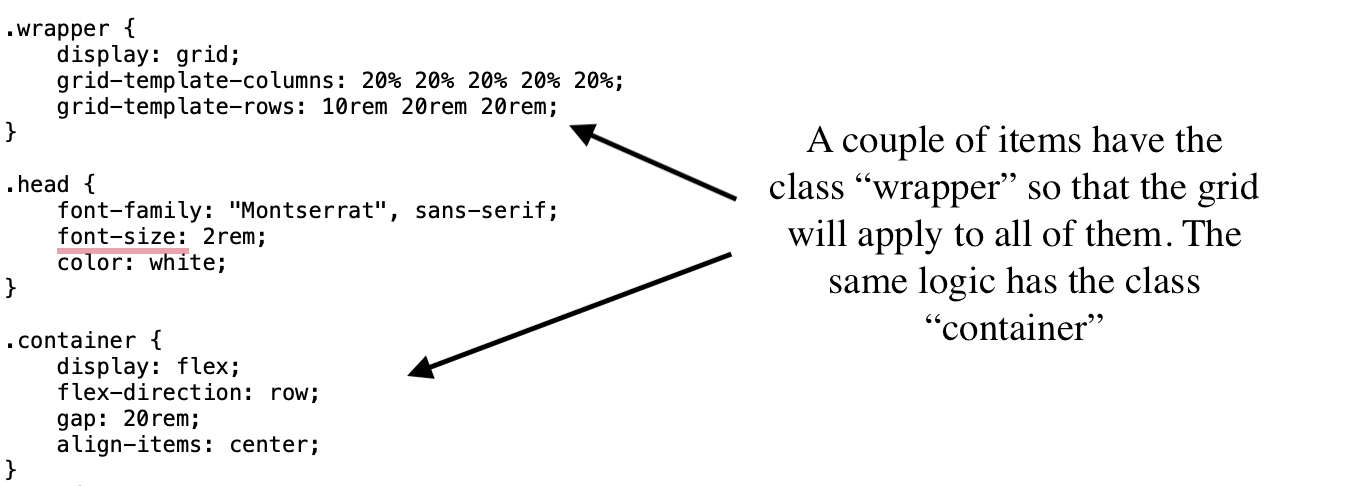 .wrapper {
    display: grid;
    grid-template-columns: 20% 20% 20% 20% 20%;
    grid-template-rows: 10rem 20rem 20rem;
}
.head {
    font-family: "Montserrat", sans-serif;
    font-size: 2rem;
    color: white;
}
.container {
    display: flex;
    flex-direction: row;
    gap: 20rem;
    align-items: center;
}
A couple of items have the
class “wrapper” so that the grid
will apply to all of them. The
same logic has the class
“container”